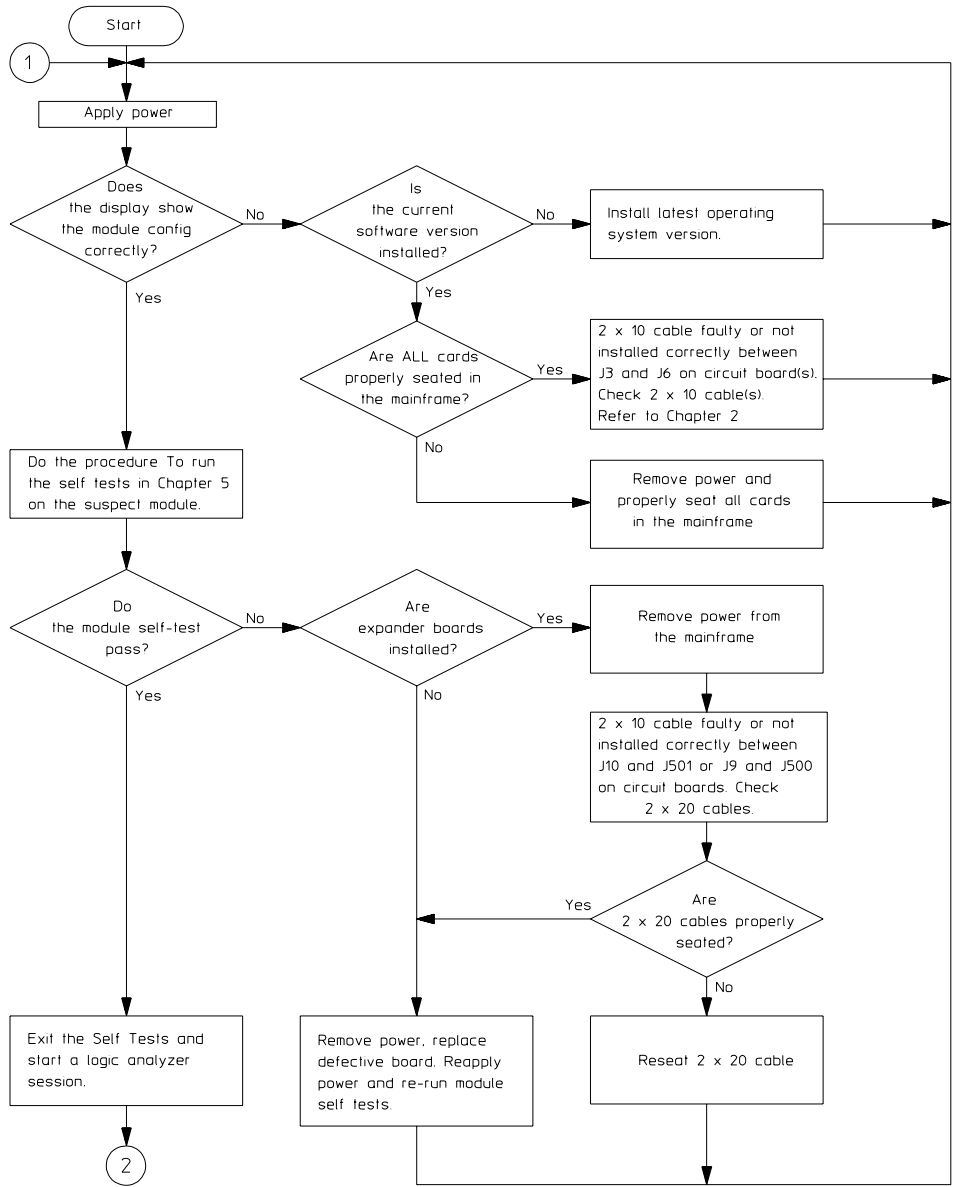 Start
1
Apply power
Does
the display show
the module config
correctly?
No
Is
the current
software version
installed?
No
Install latest operating
system version.
Yes
Yes
Are ALL cards
properly seated in
the mainframe?
Yes
2 x 10 cable faulty or not
installed correctly between
J3 and J6 on circuit board(s).
Check 2 x 10 cable(s).
Refer to Chapter 2
No
Do the procedure To run
the self tests in Chapter 5
on the suspect module.
Remove power and
properly seat all cards
in the mainframe
Do
the module self-test
pass?
No
Are
expander boards
installed?
Yes
Remove power from
the mainframe
Yes
No
2 x 10 cable faulty or not
installed correctly between
J10 and J501 or J9 and J500
on circuit boards. Check
2 x 20 cables.
Are
2 x 20 cables properly
seated?
Yes
No
Exit the Self Tests and
start a logic analyzer
session.
Remove power, replace
defective board. Reapply
power and re-run module
self tests.
Reseat 2 x 20 cable
2